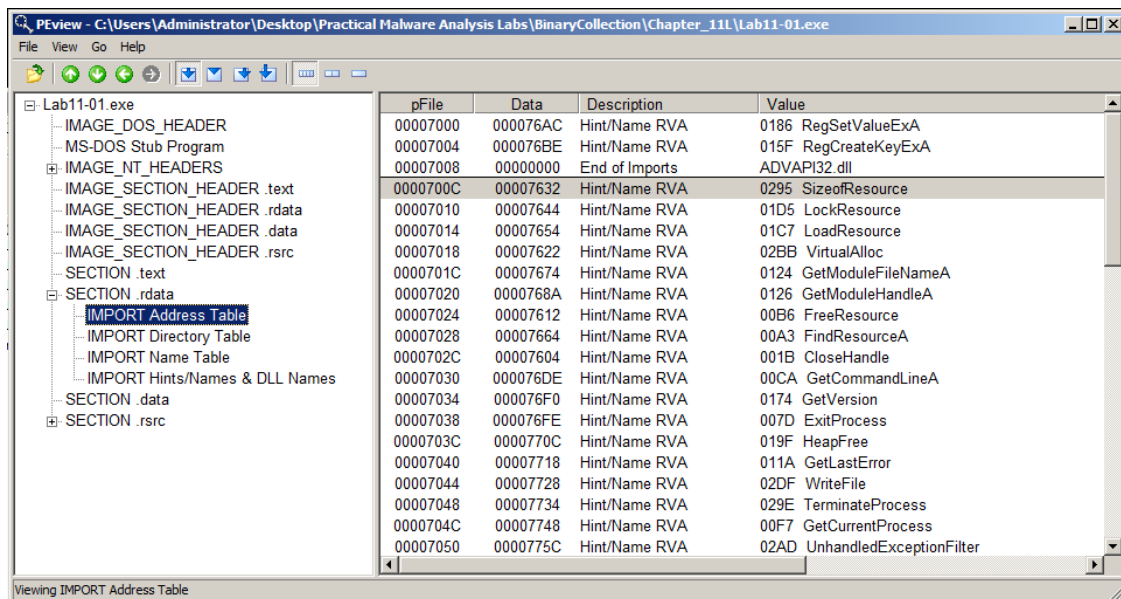 PEview - C:\Users\Administrator\Desktop\Practical Malware Analysis Labs\BinaryCollection\Chapter_11L\Lab11-01.exe
File View Go Help
Lab11-01.exe
IMAGE_DOS_HEADER
MS-DOS Stub Program
IMAGE_NT_HEADERS
IMAGE_SECTION_HEADER .text
IMAGE_SECTION_HEADER .rdata
IMAGE_SECTION_HEADER .data
IMAGE_SECTION_HEADER .rsrc
SECTION .text
SECTION .rdata
IMPORT Address Table
IMPORT Directory Table
IMPORT Name Table
IMPORT Hints/Names & DLL Names
SECTION .data
SECTION .rsrc
pFile Data Description Value
00007000 000076AC Hint/Name RVA 0186 RegSetValueExA
00007004 000076BE Hint/Name RVA 015F RegCreateKeyExA
00007008 00000000 End of Imports ADVAPI32.dll
0000700C 00007632 Hint/Name RVA 0295 SizeofResource
00007010 00007644 Hint/Name RVA 01D5 LockResource
00007014 00007654 Hint/Name RVA 01C7 LoadResource
00007018 00007622 Hint/Name RVA 02BB VirtualAlloc
0000701C 00007674 Hint/Name RVA 0124 GetModuleFileNameA
00007020 0000768A Hint/Name RVA 0126 GetModuleHandleA
00007024 00007612 Hint/Name RVA 00B6 FreeResource
00007028 00007664 Hint/Name RVA 00A3 FindResourceA
0000702C 00007604 Hint/Name RVA 001B CloseHandle
00007030 000076DE Hint/Name RVA 00CA GetCommandLineA
00007034 000076F0 Hint/Name RVA 0174 GetVersion
00007038 000076FE Hint/Name RVA 007D ExitProcess
0000703C 0000770C Hint/Name RVA 019F HeapFree
00007040 00007718 Hint/Name RVA 011A GetLastError
00007044 00007728 Hint/Name RVA 02DF WriteFile
00007048 00007734 Hint/Name RVA 029E TerminateProcess
0000704C 00007748 Hint/Name RVA 00F7 GetCurrentProcess
00007050 0000775C Hint/Name RVA 02AD UnhandledExceptionFilter
Viewing IMPORT Address Table